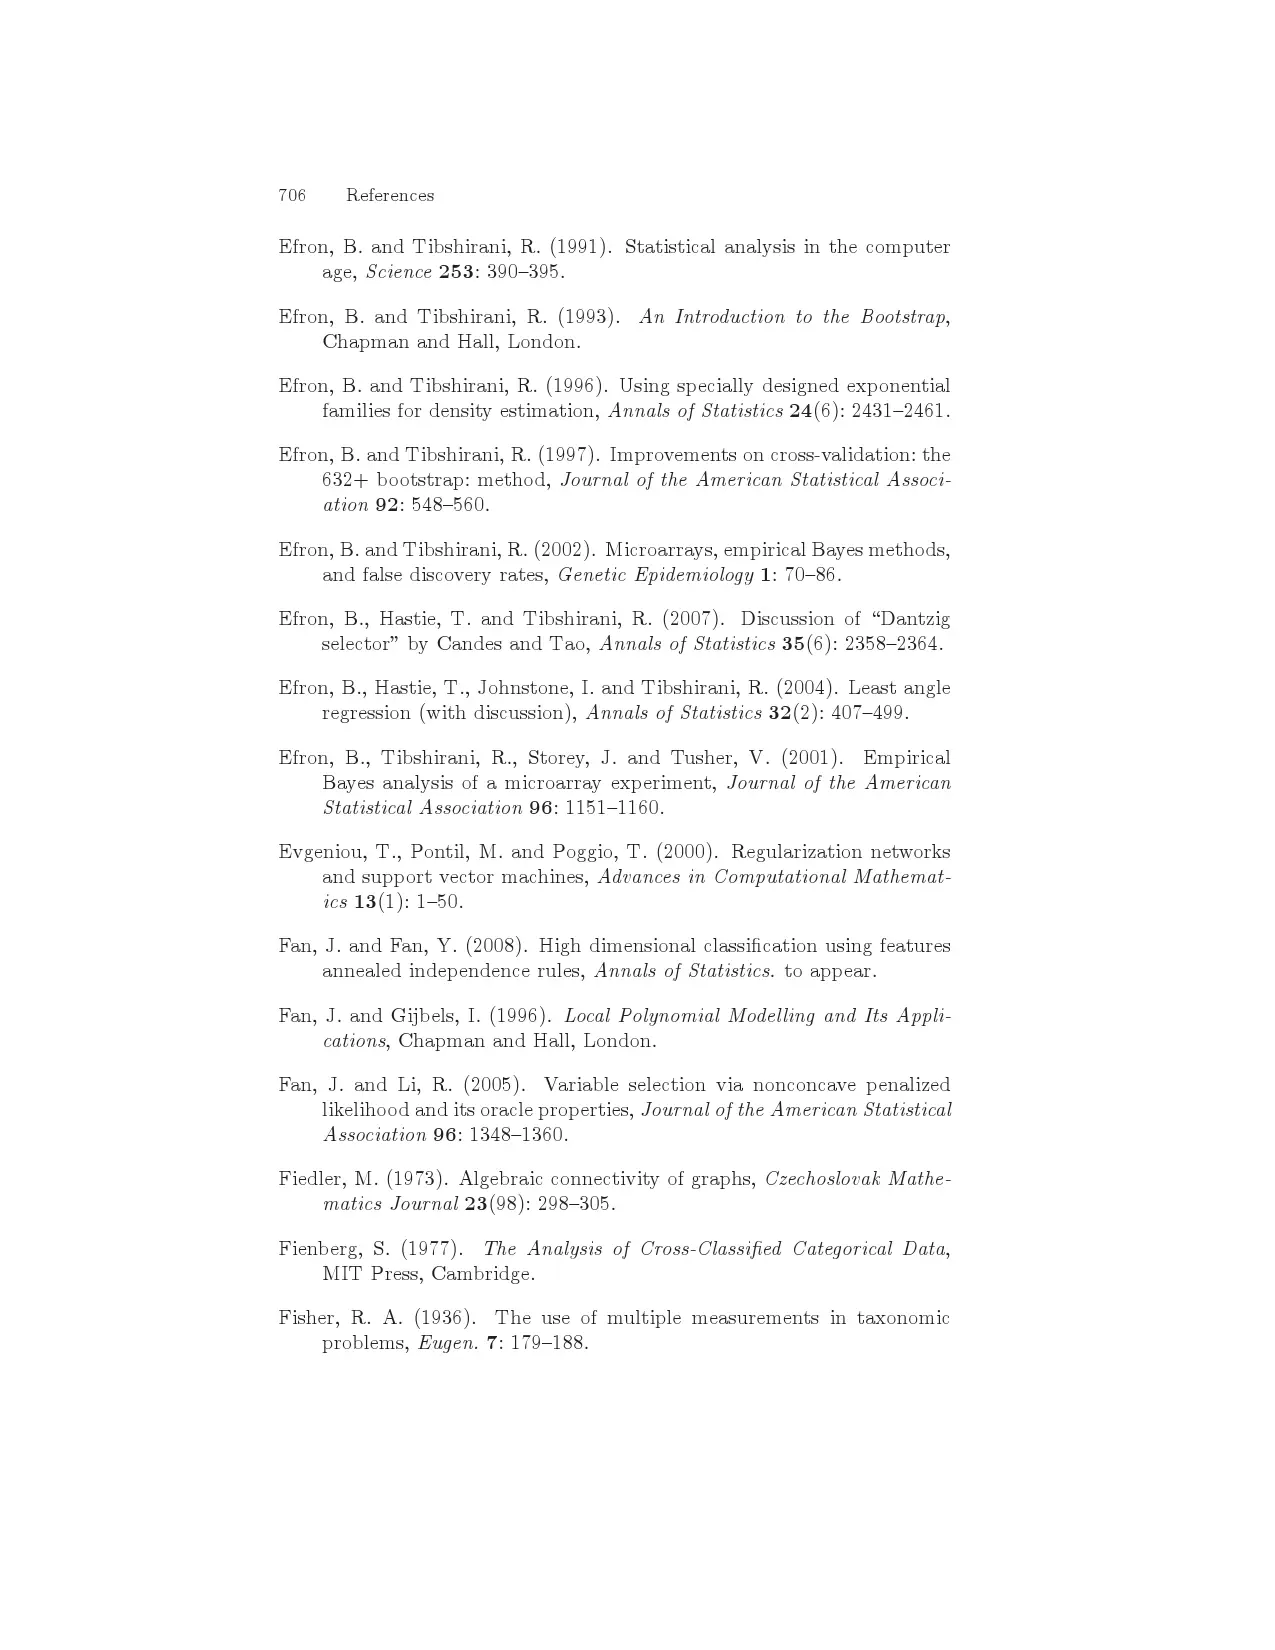 706 References
Efron, B. and Tibshirani, R. (1991). Statistical analysis in the computer
age, Science 253: 390–395.
Efron, B. and Tibshirani, R. (1993). An Introduction to the Bootstrap,
Chapman and Hall, London.
Efron, B. and Tibshirani, R. (1996). Using specially designed exponential
families for density estimation, Annals of Statistics 24(6): 2431–2461.
Efron, B. and Tibshirani, R. (1997). Improvements on cross-validation: the
632+ bootstrap: method, Journal of the American Statistical Associ-
ation 92: 548–560.
Efron, B. and Tibshirani, R. (2002). Microarrays, empirical Bayes methods,
and false discovery rates, Genetic Epidemiology 1: 70–86.
Efron, B., Hastie, T. and Tibshirani, R. (2007). Discussion of “Dantzig
selector” by Candes and Tao, Annals of Statistics 35(6): 2358–2364.
Efron, B., Hastie, T., Johnstone, I. and Tibshirani, R. (2004). Least angle
regression (with discussion), Annals of Statistics 32(2): 407–499.
Efron, B., Tibshirani, R., Storey, J. and Tusher, V. (2001). Empirical
Bayes analysis of a microarray experiment, Journal of the American
Statistical Association 96: 1151–1160.
Evgeniou, T., Pontil, M. and Poggio, T. (2000). Regularization networks
and support vector machines, Advances in Computational Mathemat-
ics 13(1): 1–50.
Fan, J. and Fan, Y. (2008). High dimensional classification using features
annealed independence rules, Annals of Statistics. to appear.
Fan, J. and Gijbels, I. (1996). Local Polynomial Modelling and Its Appli-
cations, Chapman and Hall, London.
Fan, J. and Li, R. (2005). Variable selection via nonconcave penalized
likelihood and its oracle properties, Journal of the American Statistical
Association 96: 1348–1360.
Fiedler, M. (1973). Algebraic connectivity of graphs, Czechoslovak Mathe-
matics Journal 23(98): 298–305.
Fienberg, S. (1977). The Analysis of Cross-Classified Categorical Data,
MIT Press, Cambridge.
Fisher, R. A. (1936). The use of multiple measurements in taxonomic
problems, Eugen. 7: 179–188.